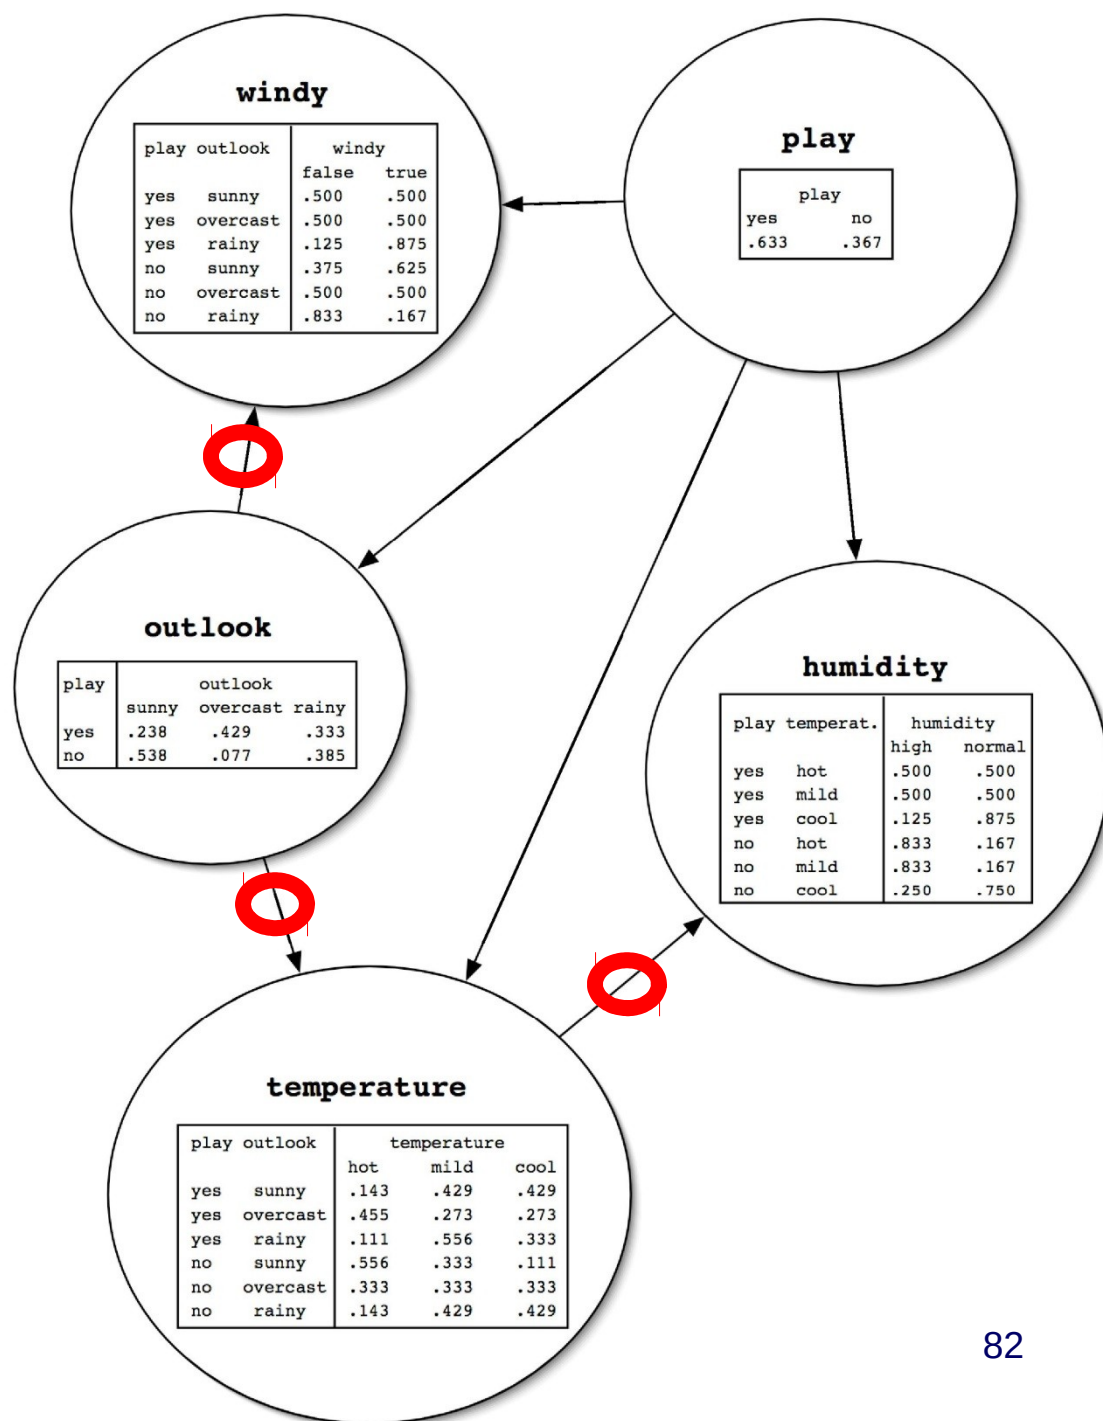 windy
play outlook windy
false true
yes sunny .500 .500
yes overcast .500 .500
yes rainy .125 .875
no sunny .375 .625
no overcast .500 .500
no rainy .833 .167
play
play
yes no
.633 .367
outlook
play outlook
sunny overcast rainy
yes .238 .429 .333
no .538 .077 .385
humidity
play temperat. humidity
high normal
yes hot .500 .500
yes mild .500 .500
yes cool .125 .875
no hot .833 .167
no mild .833 .167
no cool .250 .750
temperature
play outlook temperature
hot mild cool
yes sunny .143 .429 .429
yes overcast .455 .273 .273
yes rainy .111 .556 .333
no sunny .556 .333 .111
no overcast .333 .333 .333
no rainy .143 .429 .429
82